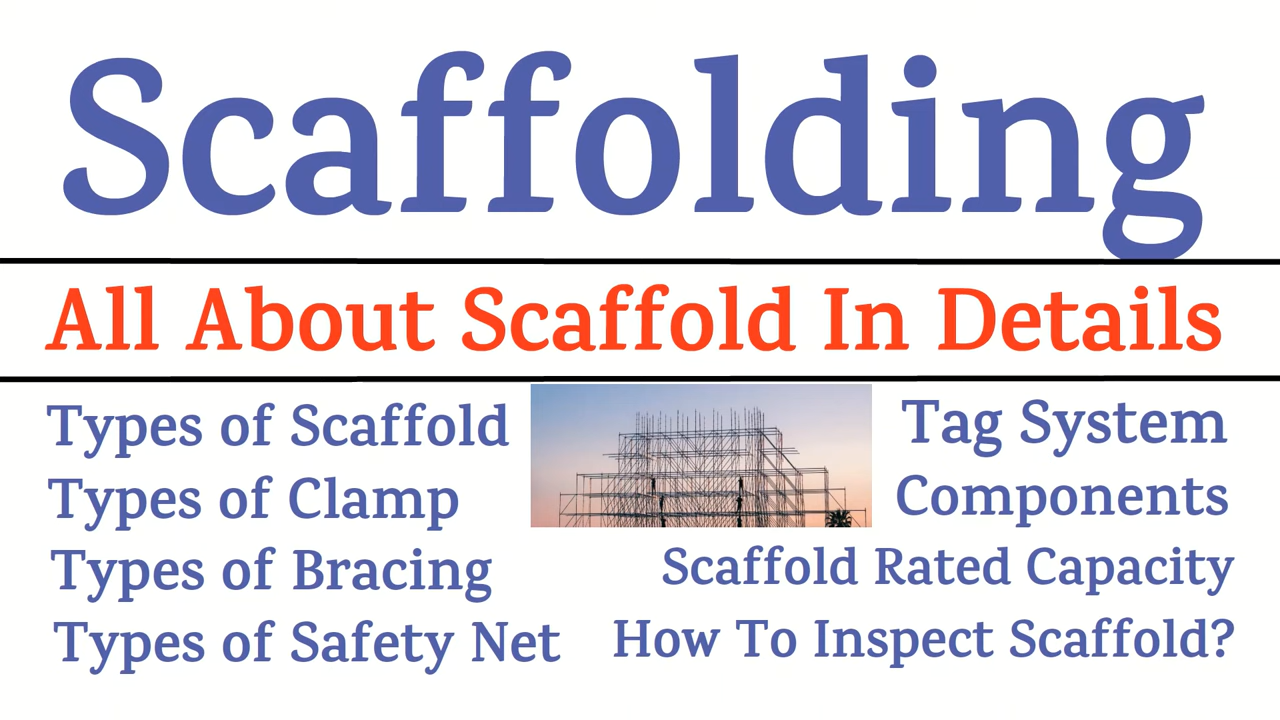 Scaffolding
All About Scaffold In Details
Types of Scaffold
Types of Clamp
Types of Bracing
Types of Safety Net
Tag System
Components
Scaffold Rated Capacity
How To Inspect Scaffold?